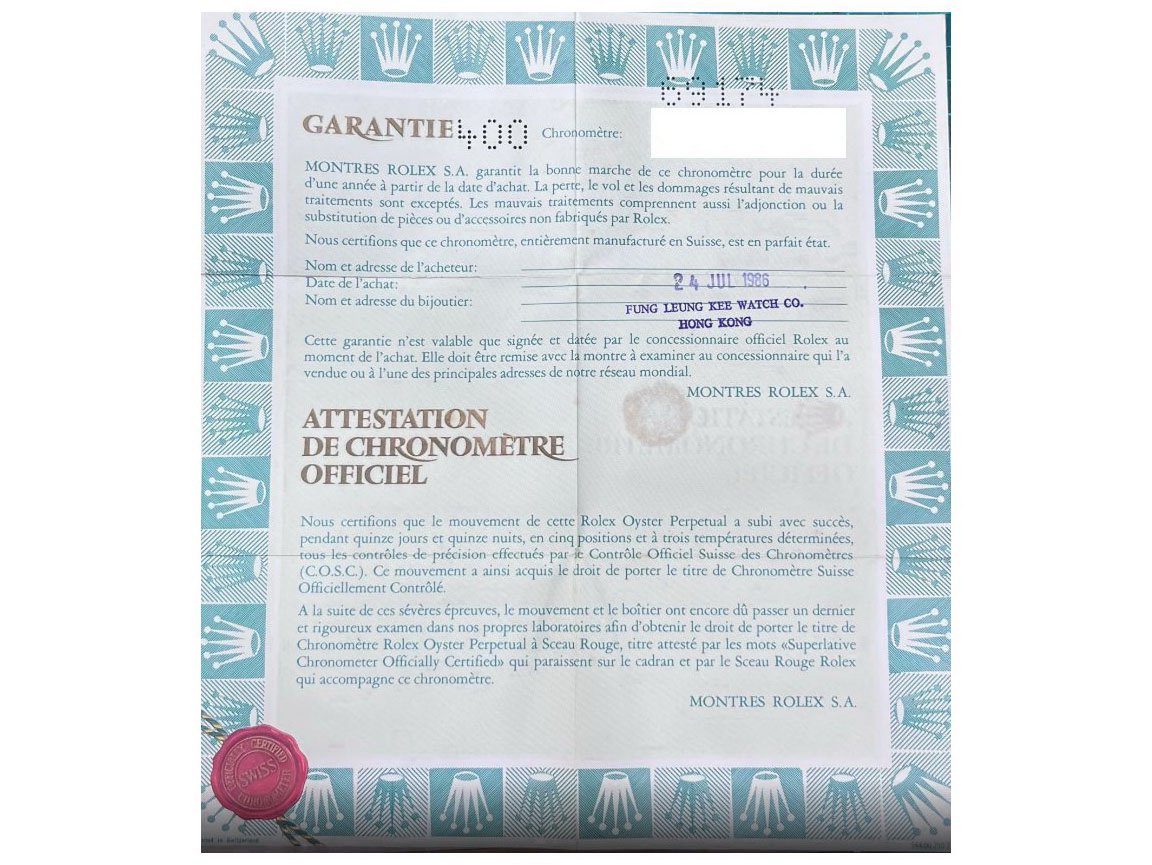 69174
GARANTIE 400 Chronomètre:
MONTRES ROLEX S.A. garantit la bonne marche de ce chronomètre pour la durée
d'une année à partir de la date d'achat. La perte, le vol et les dommages résultant de mauvais
traitements sont exceptés. Les mauvais traitements comprennent aussi l'adjonction ou la
substitution de pièces ou d'accessoires non fabriqués par Rolex.
Nous certifions que ce chronomètre, entièrement manufacturé en Suisse, est en parfait état.
Nom et adresse de l'acheteur:
Date de l'achat: 24 JUL 1986
Nom et adresse du bijoutier: FUNG LEUNG KEE WATCH CO.
HONG KONG
Cette garantie n'est valable que signée et datée par le concessionnaire officiel Rolex au
moment de l'achat. Elle doit être remise avec la montre à examiner au concessionnaire qui l'a
vendue ou à l'une des principales adresses de notre réseau mondial.
MONTRES ROLEX S.A.
ATTESTATION
DE CHRONOMÈTRE
OFFICIEL
Nous certifions que le mouvement de cette Rolex Oyster Perpetual a subi avec succès,
pendant quinze jours et quinze nuits, en cinq positions et à trois températures déterminées,
tous les contrôles de précision effectués par le Contrôle Officiel Suisse des Chronomètres
(C.O.S.C.). Ce mouvement a ainsi acquis le droit de porter le titre de Chronomètre Suisse
Officiellement Contrôlé.
A la suite de ces sévères épreuves, le mouvement et le boîtier ont encore dû passer un dernier
et rigoureux examen dans nos propres laboratoires afin d'obtenir le droit de porter le titre de
Chronomètre Rolex Oyster Perpetual à Sceau Rouge, titre attesté par les mots «Superlative
Chronometer Officially Certified» qui paraissent sur le cadran et par le Sceau Rouge Rolex
qui accompagne ce chronomètre.
MONTRES ROLEX S.A.
OFFICIALLY CERTIFIED
SWISS
CHRONOMETER
in Switzerland